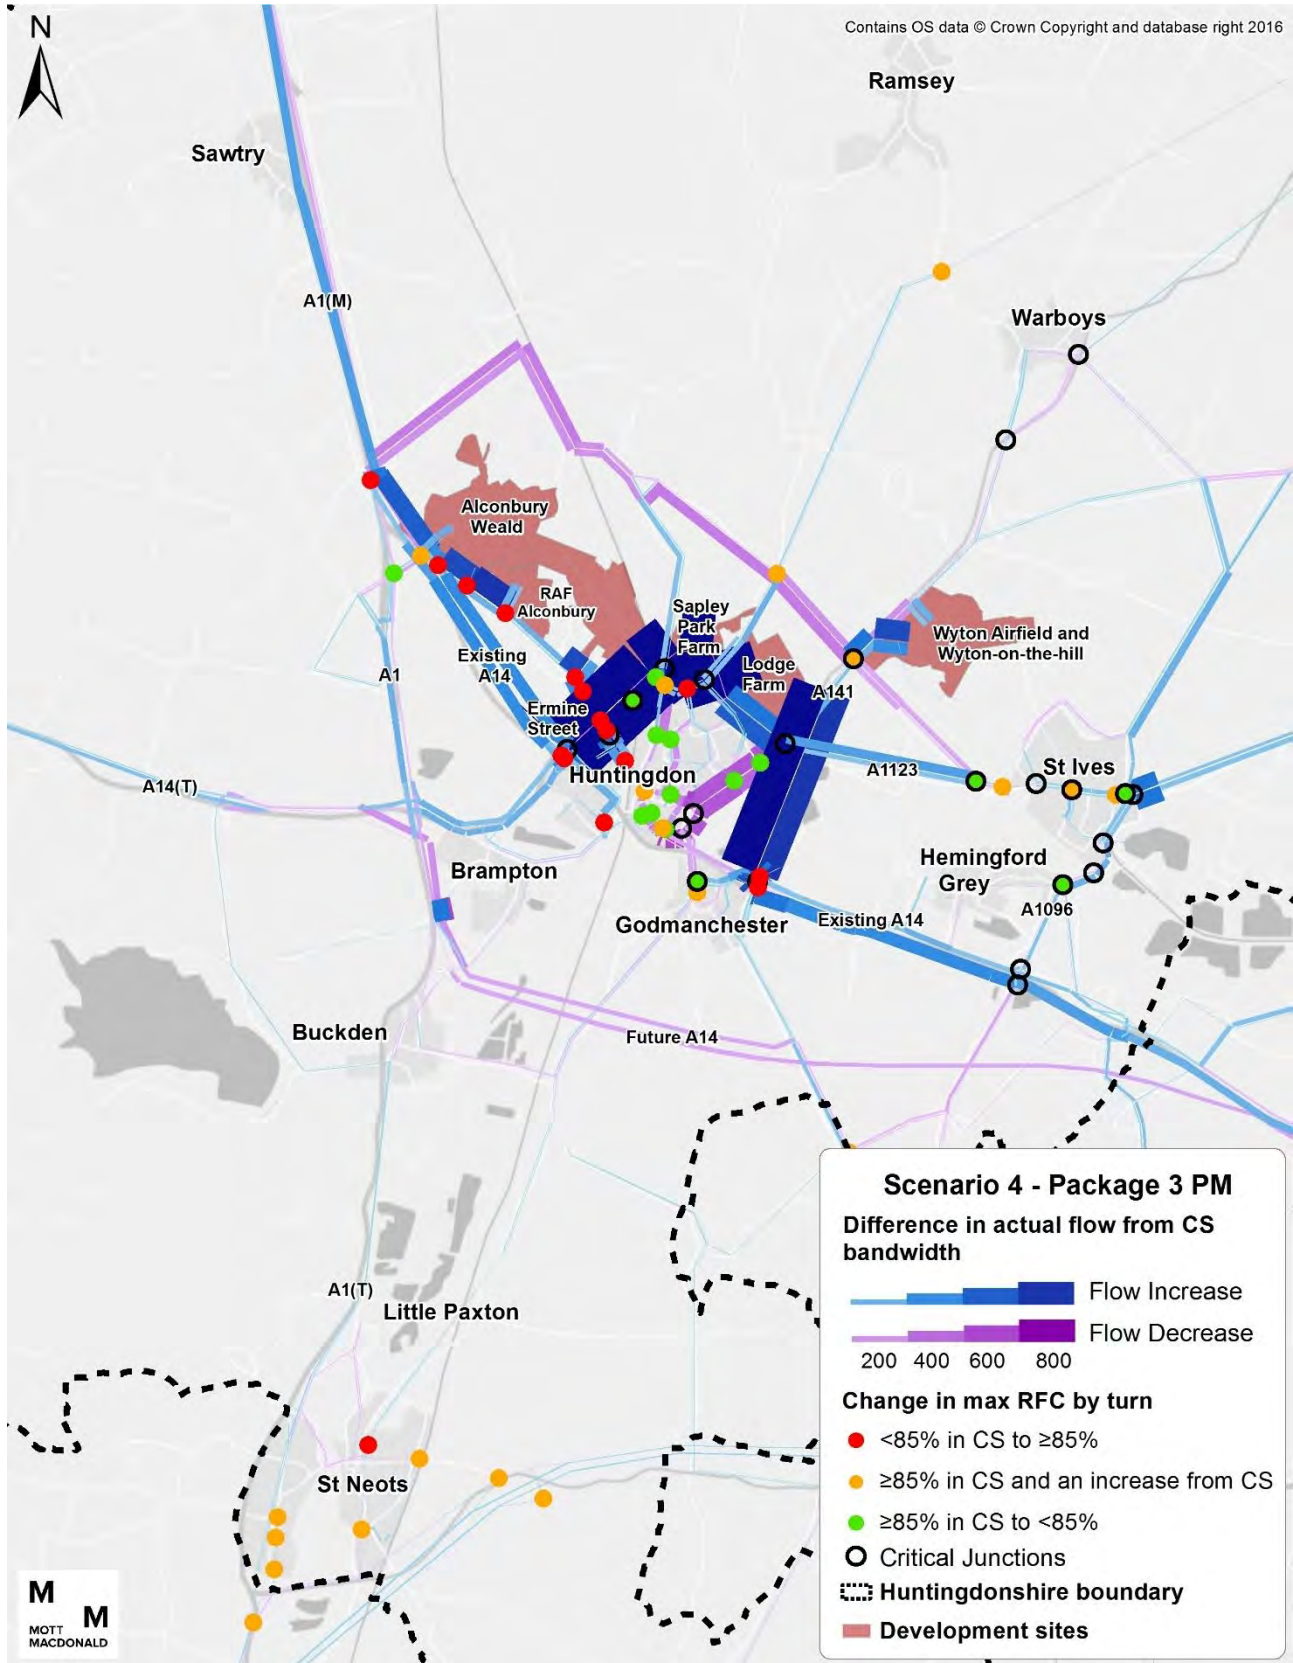 N
Contains OS data © Crown Copyright and database right 2016
Ramsey
Sawtry
A1(M)
Warboys
Alconbury
Weald
RAF
Alconbury
Sapley
Park
Farm
Wyton Airfield and
Wyton-on-the-hill
Existing
A14
Lodge
Farm
A1
A141
Ermine
Street
A1123
St Ives
Huntingdon
A14(T)
Brampton
Hemingford
Grey
A1096
Godmanchester
Existing A14
Buckden
Future A14
A1(T)
Little Paxton
St Neots
Scenario 4 - Package 3 PM
Difference in actual flow from CS
bandwidth
Flow Increase
Flow Decrease
200 400 600 800
Change in max RFC by turn
<85% in CS to ≥85%
≥85% in CS and an increase from CS
≥85% in CS to <85%
Critical Junctions
Huntingdonshire boundary
Development sites
M
M
MOTT
MACDONALD